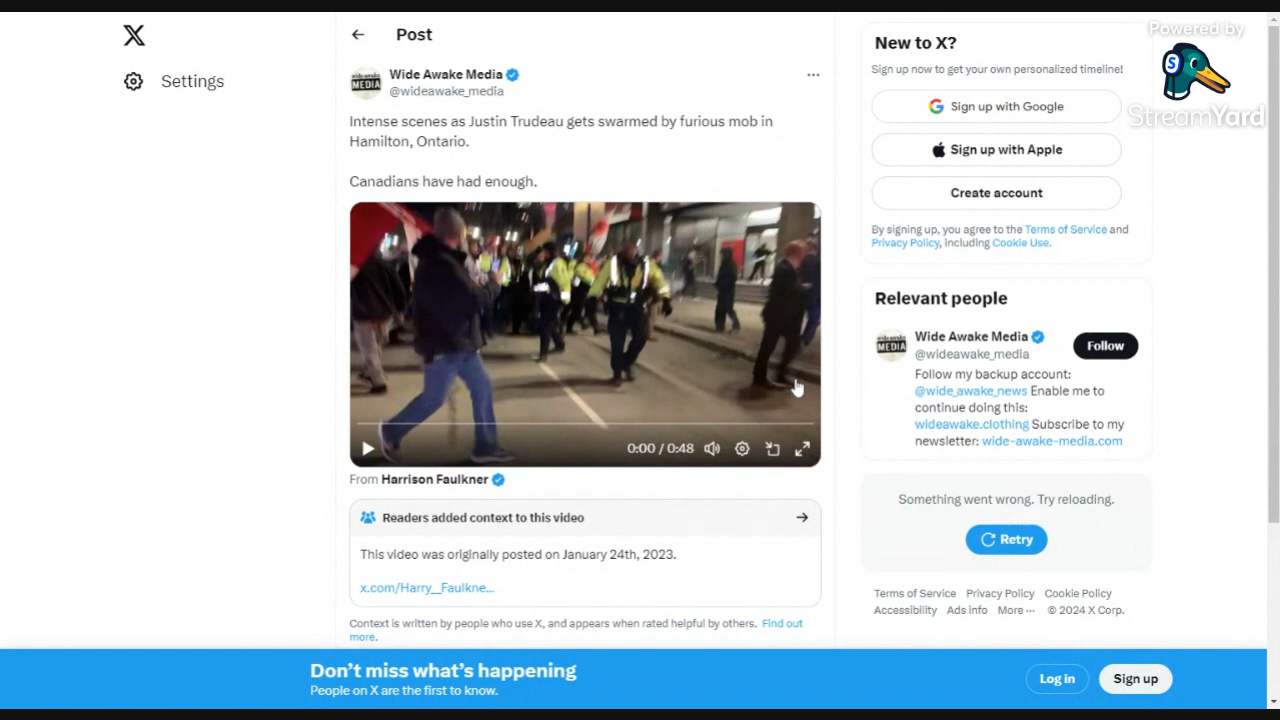 Powered by
StreamYard
Settings
Post
Wide Awake Media
@wideawake_media
Intense scenes as Justin Trudeau gets swarmed by furious mob in
Hamilton, Ontario.
Canadians have had enough.
0:00 / 0:48
From Harrison Faulkner
Readers added context to this video
This video was originally posted on January 24th, 2023.
x.com/Harry__Faulkne...
Context is written by people who use X, and appears when rated helpful by others. Find out
more.
New to X?
Sign up now to get your own personalized timeline!
Sign up with Google
Sign up with Apple
Create account
By signing up, you agree to the Terms of Service and
Privacy Policy, including Cookie Use.
Relevant people
MEDIA
Wide Awake Media
@wideawake_media
Follow
Follow my backup account:
@wide_awake_news Enable me to
continue doing this:
wideawake.clothing Subscribe to my
newsletter: wide-awake-media.com
Something went wrong. Try reloading.
Retry
Terms of Service Privacy Policy Cookie Policy
Accessibility Ads info More ··· © 2024 X Corp.
Don't miss what's happening
People on X are the first to know.
Log in
Sign up